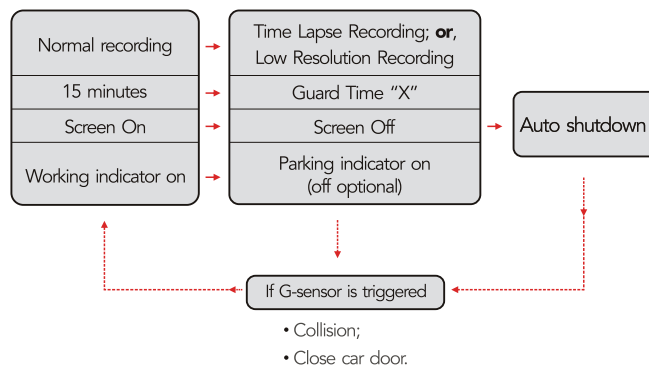 Normal recording
15 minutes
Screen On
Working indicator on
Time Lapse Recording; or,
Low Resolution Recording
Guard Time “X”
Screen Off
Parking indicator on
(off optional)
Auto shutdown
If G-sensor is triggered
• Collision;
• Close car door.